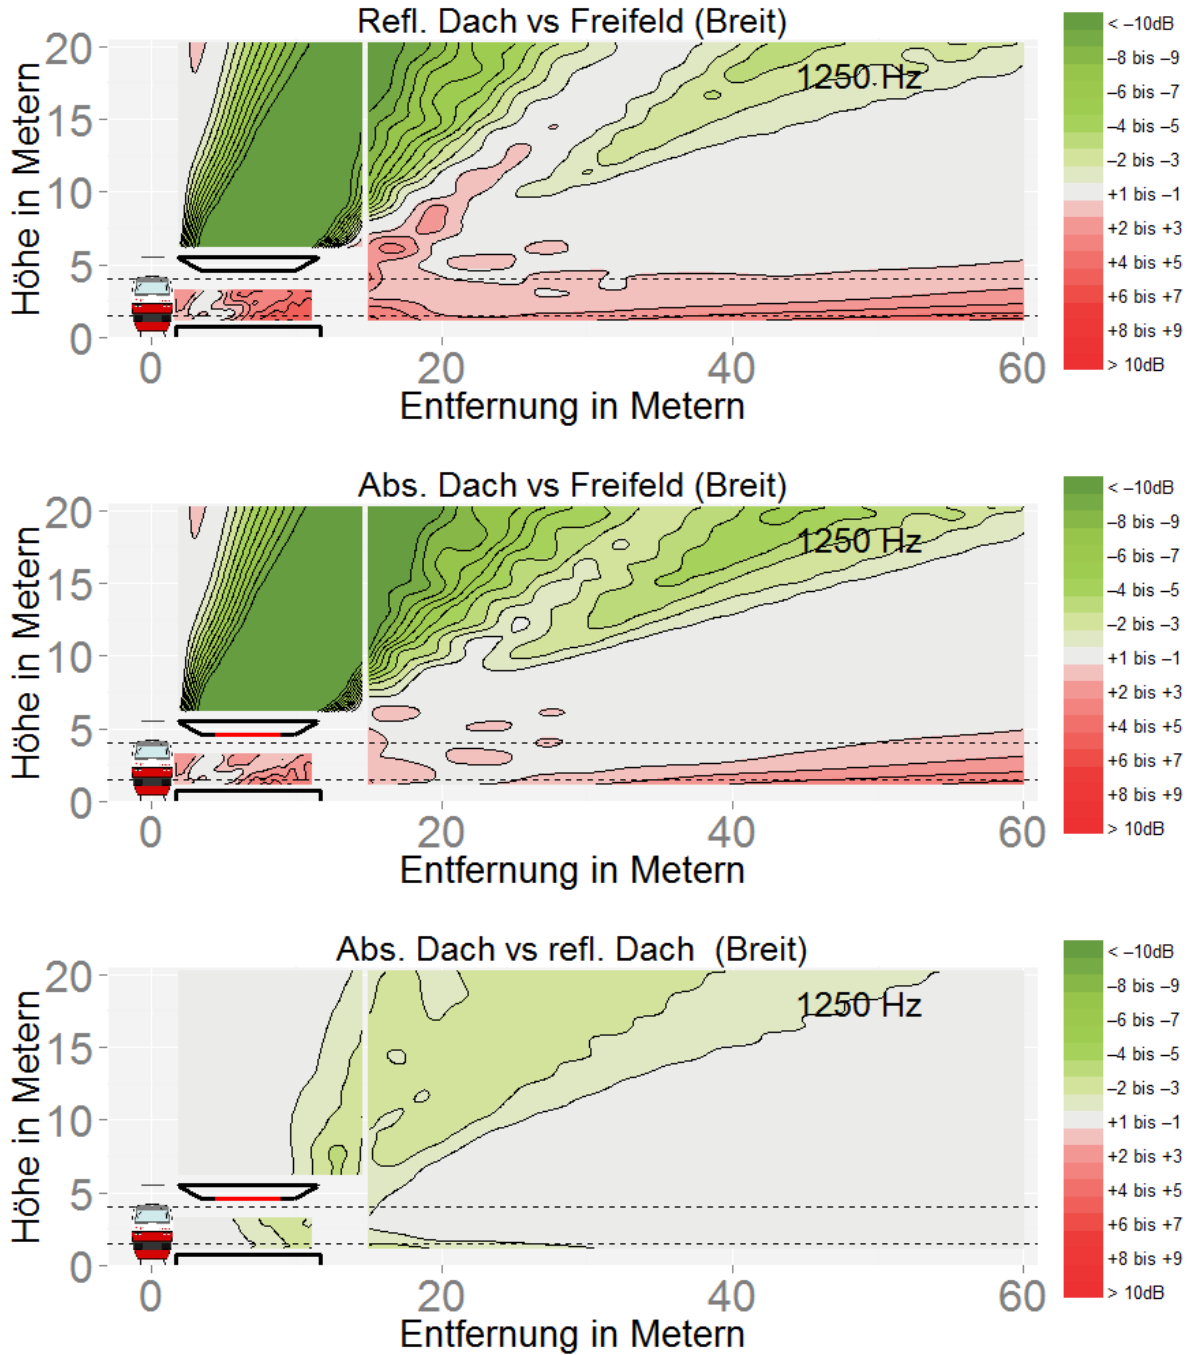 Refl. Dach vs Freifeld (Breit)
1250 Hz
Höhe in Metern
20
15
10
5
0
0 20 40 60
Entfernung in Metern
< –10dB
–8 bis –9
–6 bis –7
–4 bis –5
–2 bis –3
+1 bis –1
+2 bis +3
+4 bis +5
+6 bis +7
+8 bis +9
> 10dB
Abs. Dach vs Freifeld (Breit)
1250 Hz
Höhe in Metern
20
15
10
5
0
0 20 40 60
Entfernung in Metern
< –10dB
–8 bis –9
–6 bis –7
–4 bis –5
–2 bis –3
+1 bis –1
+2 bis +3
+4 bis +5
+6 bis +7
+8 bis +9
> 10dB
Abs. Dach vs refl. Dach (Breit)
1250 Hz
Höhe in Metern
20
15
10
5
0
0 20 40 60
Entfernung in Metern
< –10dB
–8 bis –9
–6 bis –7
–4 bis –5
–2 bis –3
+1 bis –1
+2 bis +3
+4 bis +5
+6 bis +7
+8 bis +9
> 10dB